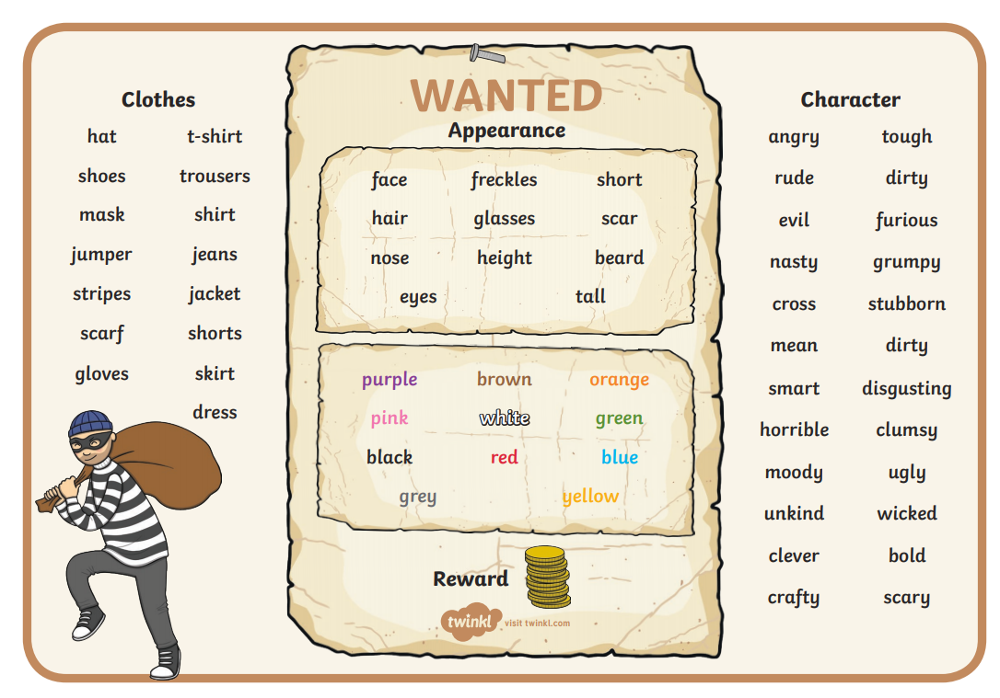 Clothes
hat t-shirt
shoes trousers
mask shirt
jumper jeans
stripes jacket
scarf shorts
gloves skirt
dress
WANTED
Appearance
face freckles short
hair glasses scar
nose height beard
eyes tall
purple brown orange
pink white green
black red blue
grey yellow
Reward
twinkl visit twinkl.com
Character
angry tough
rude dirty
evil furious
nasty grumpy
cross stubborn
mean dirty
smart disgusting
horrible clumsy
moody ugly
unkind wicked
clever bold
crafty scary